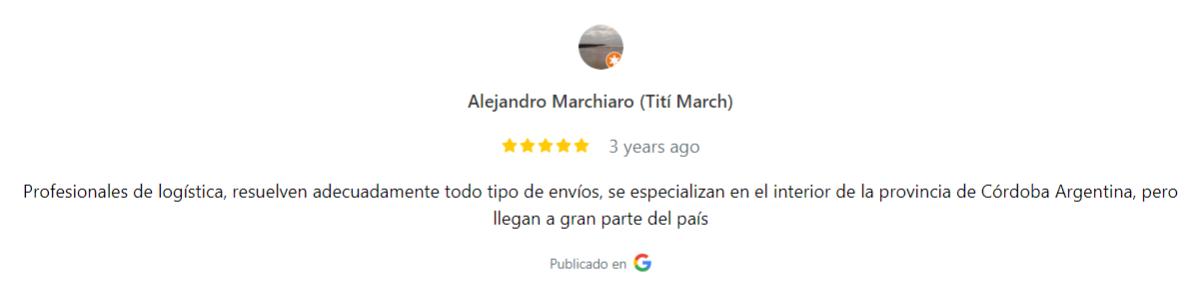 Alejandro Marchiaro (Tití March)
3 years ago
Profesionales de logística, resuelven adecuadamente todo tipo de envíos, se especializan en el interior de la provincia de Córdoba Argentina, pero
llegan a gran parte del país
Publicado en